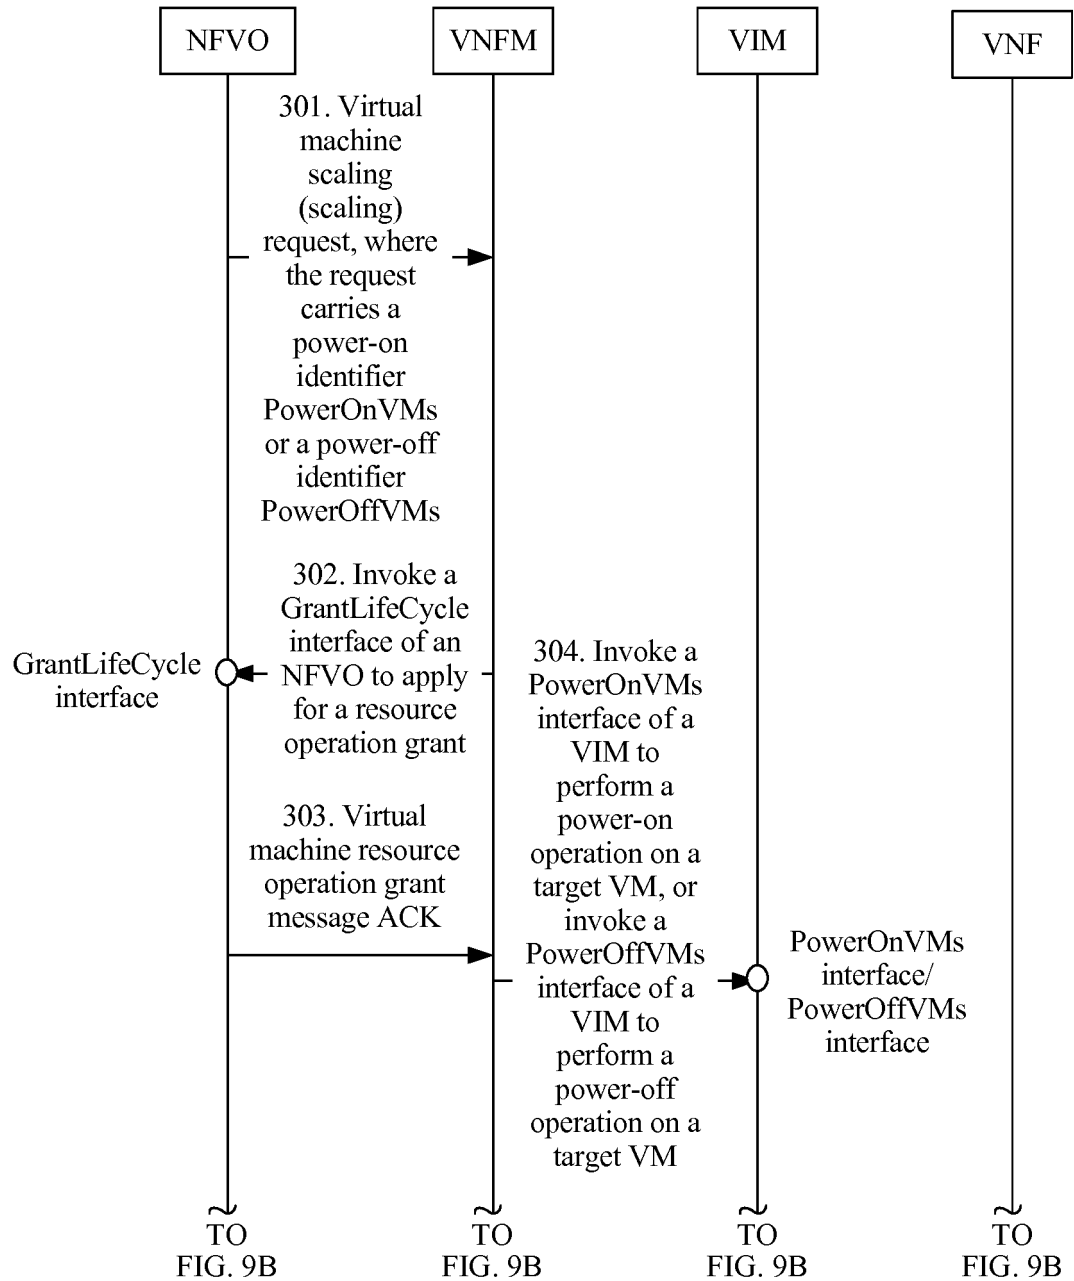 NFVO
VNFM
VIM
VNF
301. Virtual
machine
scaling
(scaling)
request, where
the request
carries a
power-on
identifier
PowerOnVMs
or a power-off
identifier
PowerOffVMs
302. Invoke a
GrantLifeCycle
interface of an
NFVO to apply
for a resource
operation grant
GrantLifeCycle
interface
303. Virtual
machine resource
operation grant
message ACK
304. Invoke a
PowerOnVMs
interface of a
VIM to
perform a
power-on
operation on a
target VM, or
invoke a
PowerOffVMs
interface of a
VIM to
perform a
power-off
operation on a
target VM
PowerOnVMs
interface/
PowerOffVMs
interface
TO
FIG. 9B
TO
FIG. 9B
TO
FIG. 9B
TO
FIG. 9B